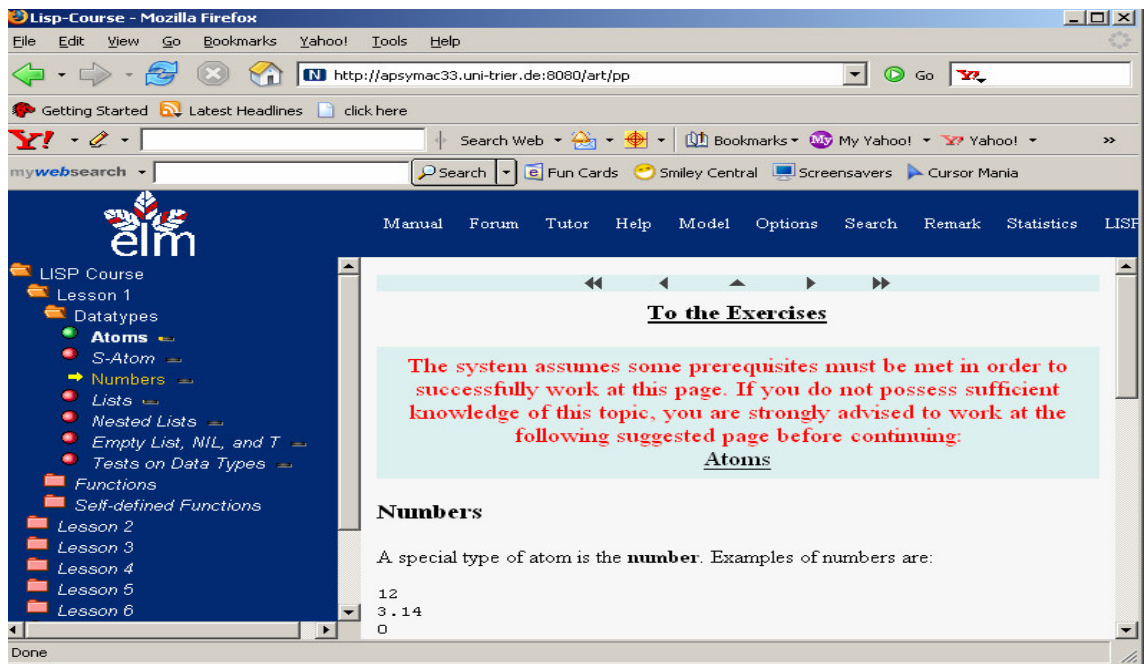 Lisp-Course - Mozilla Firefox
File Edit View Go Bookmarks Yahoo! Tools Help
N http://apsymac33.uni-trier.de:8080/art/pp Go Y!
Getting Started Latest Headlines click here
Y! Search Web Bookmarks My My Yahoo! Y? Yahoo! »
mywebsearch Search e Fun Cards Smiley Central Screensavers Cursor Mania
elm
Manual Forum Tutor Help Model Options Search Remark Statistics LISP
LISP Course
Lesson 1
Datatypes
Atoms
S-Atom
Numbers
Lists
Nested Lists
Empty List, NIL, and T
Tests on Data Types
Functions
Self-defined Functions
Lesson 2
Lesson 3
Lesson 4
Lesson 5
Lesson 6
To the Exercises
The system assumes some prerequisites must be met in order to
successfully work at this page. If you do not possess sufficient
knowledge of this topic, you are strongly advised to work at the
following suggested page before continuing:
Atoms
Numbers
A special type of atom is the number. Examples of numbers are:
12
3.14
0
Done